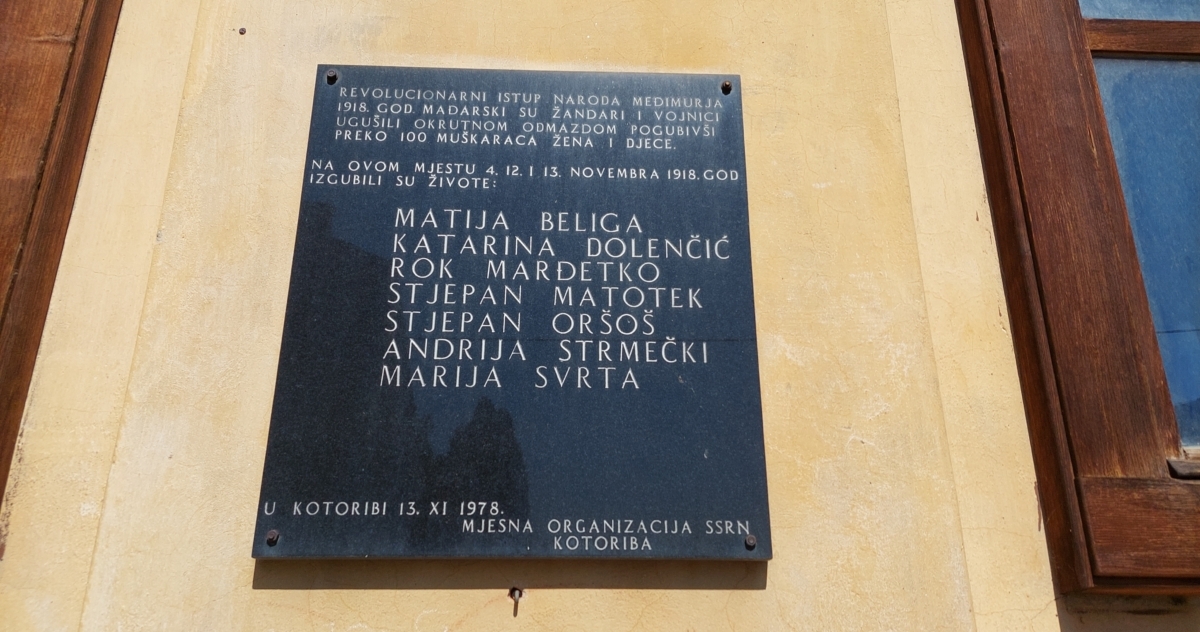 REVOLUCIONARNI ISTUP NARODA MEĐIMURJA
1918. GOD. MAĐARSKI SU ŽANDARI I VOJNICI
UGUŠILI OKRUTNOM ODMAZDOM POGUBIVŠI
PREKO 100 MUŠKARACA ŽENA I DJECE.
NA OVOM MJESTU 4. 12. I 13. NOVEMBRA 1918. GOD
IZGUBILI SU ŽIVOTE:
MATIJA BELIGA
KATARINA DOLENČIĆ
ROK MARĐETKO
STJEPAN MATOTEK
STJEPAN ORŠOŠ
ANDRIJA STRMEČKI
MARIJA SVRTA
U KOTORIBI 13. XI 1978.
MJESNA ORGANIZACIJA SSRN
KOTORIBA